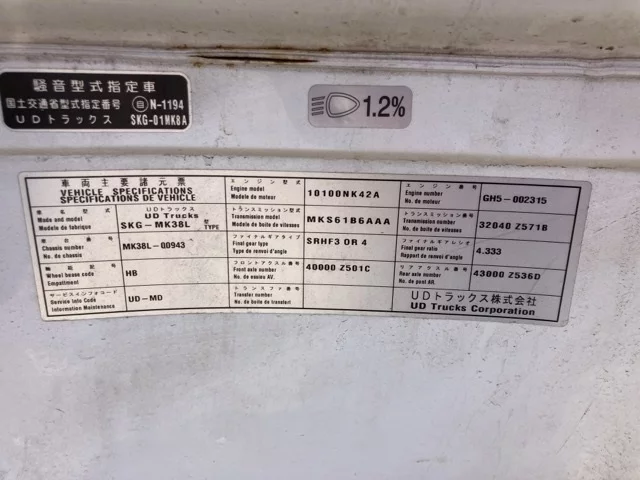 騒音型式指定車
国土交通省型式指定番号 自 N-1194
UDトラックス SKG-01MK8A
1.2%
車両主要諸元票
VEHICLE SPECIFICATIONS
SPÉCIFICATIONS DE VÉHICULE
車名型式
UDトラックス
Made and model
UD Trucks
Modele de fabrique
SKG-MK38L 型 TYPE
車台番号
Chassis number
No. de chassis
MK38L-00943
軸距記号
Wheel beass code
Empattment
HB
サービスインフォコード
Service Info Code
Information Maintenance
UD-MD
エンジン型式
Engine model
Modele de moteur
10100NK42A
トランスミッション型式
Transmission model
Modele de boite de vitesses
MKS61B6AAA
ファイナルギアタイプ
Final gear type
Type de renvoi d'angle
SRHF3 OR 4
フロントアクスル番号
Front axle number
No. de essieu AV.
40000 Z501C
トランスファ番号
Transfer number
No. de boite de transfert
エンジン番号
Engine number
No. de moteur
GH5-002315
トランスミッション番号
Transmission number
No. de boite de vitesses
32040 Z571B
ファイナルギアレシオ
Final gear ratio
Rapport de renvoi d'angle
4.333
リアアクスル番号
Rear axle number
No. de pont AR.
43000 Z536D
UDトラックス株式会社
UD Trucks Corporation